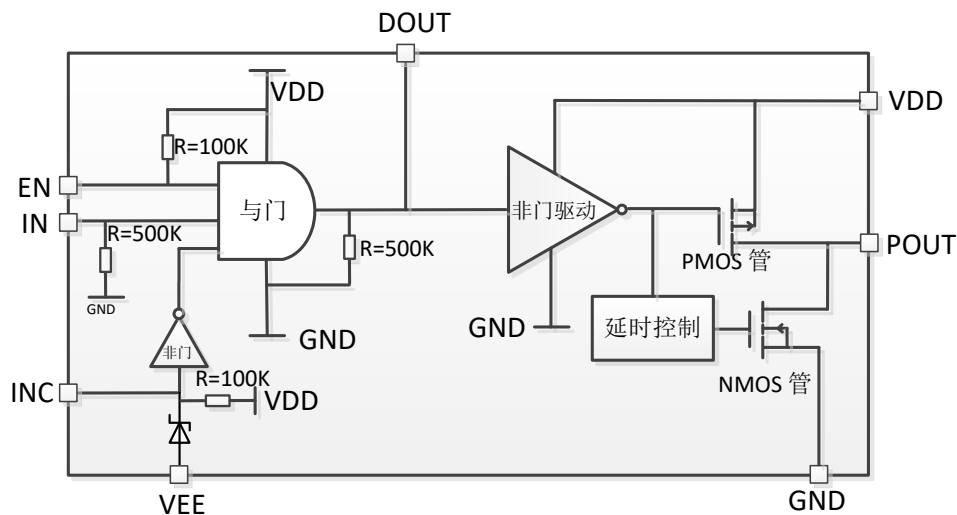 DOUT
VDD
VDD
R=100K
EN
IN
与门
非门驱动
R=500K
R=500K
POUT
PMOS 管
GND
GND
GND
延时控制
非门
R=100K
INC
VDD
NMOS 管
VEE
GND